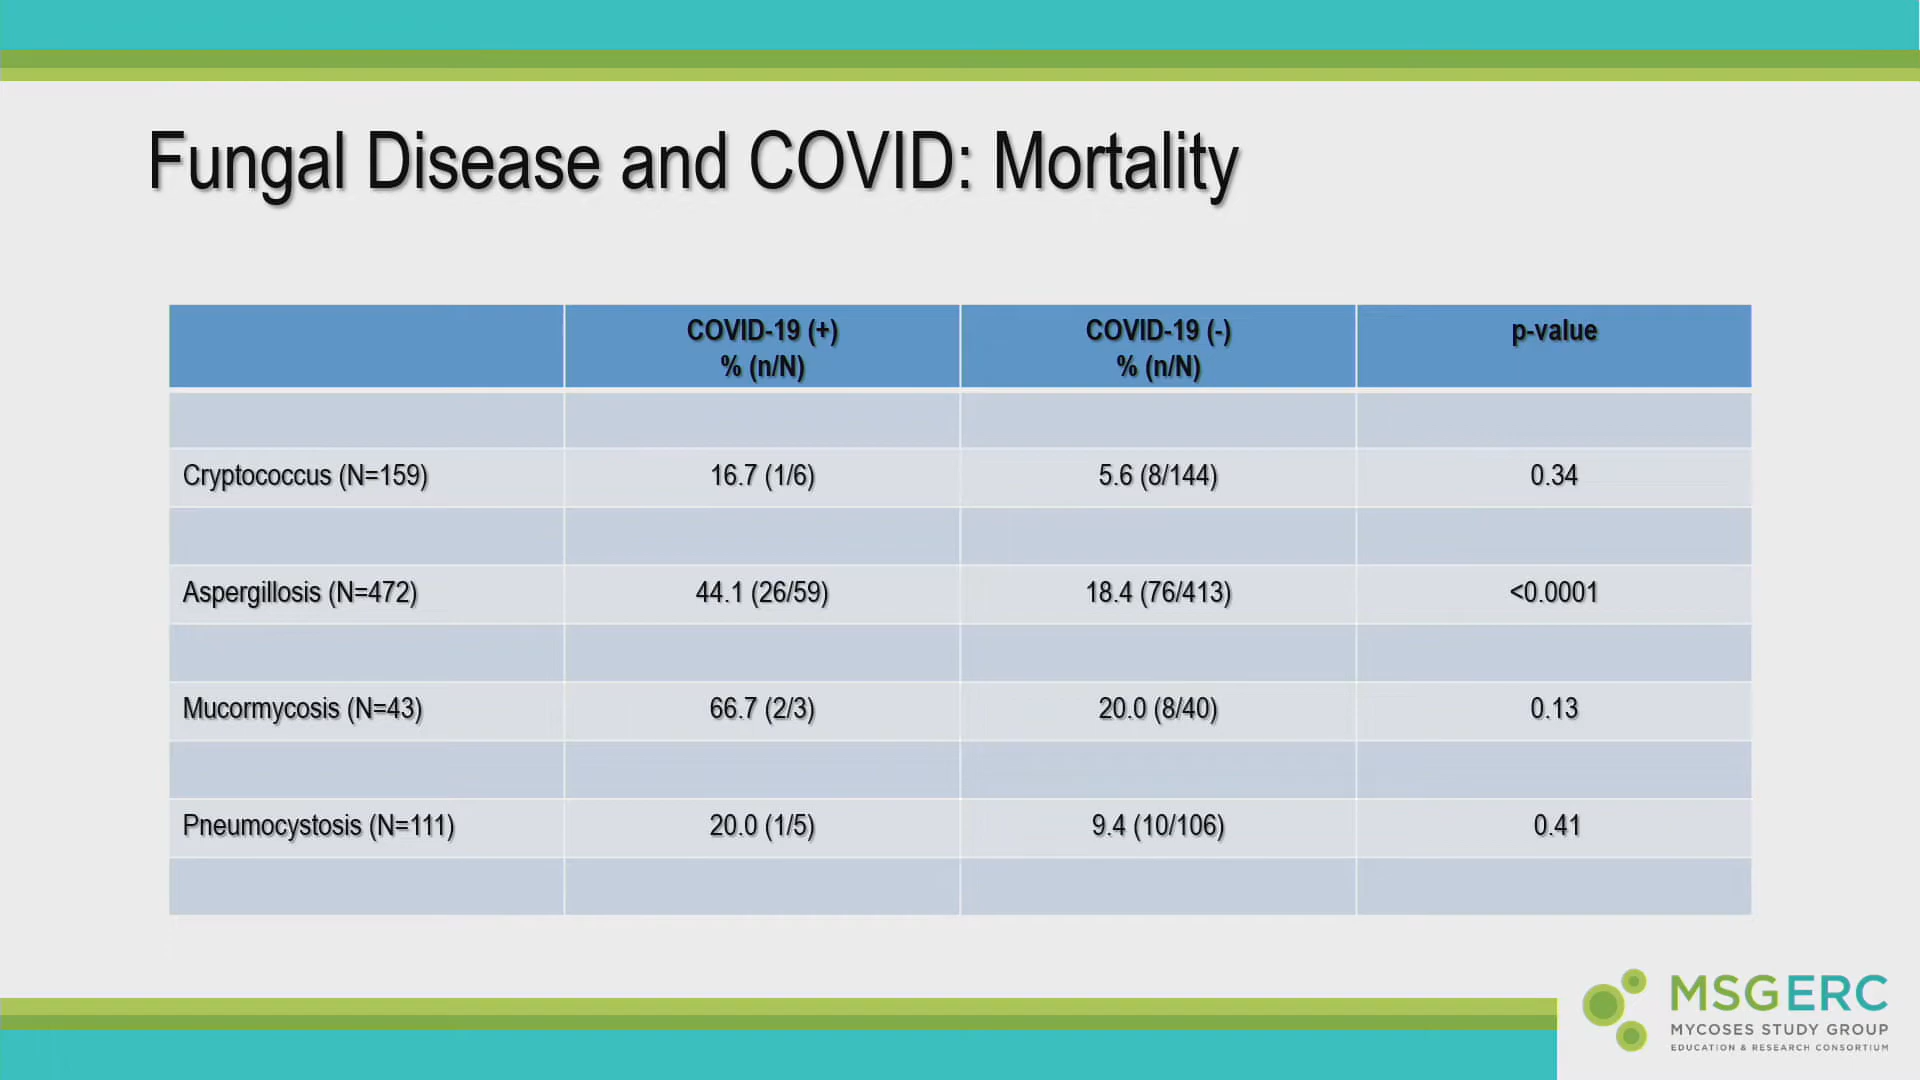 Fungal Disease and COVID: Mortality
COVID-19 (+)
% (n/N)
COVID-19 (-)
% (n/N)
p-value
Cryptococcus (N=159) 16.7 (1/6) 5.6 (8/144) 0.34
Aspergillosis (N=472) 44.1 (26/59) 18.4 (76/413) <0.0001
Mucormycosis (N=43) 66.7 (2/3) 20.0 (8/40) 0.13
Pneumocystosis (N=111) 20.0 (1/5) 9.4 (10/106) 0.41
MSGERC
MYCOSES STUDY GROUP
EDUCATION & RESEARCH CONSORTIUM